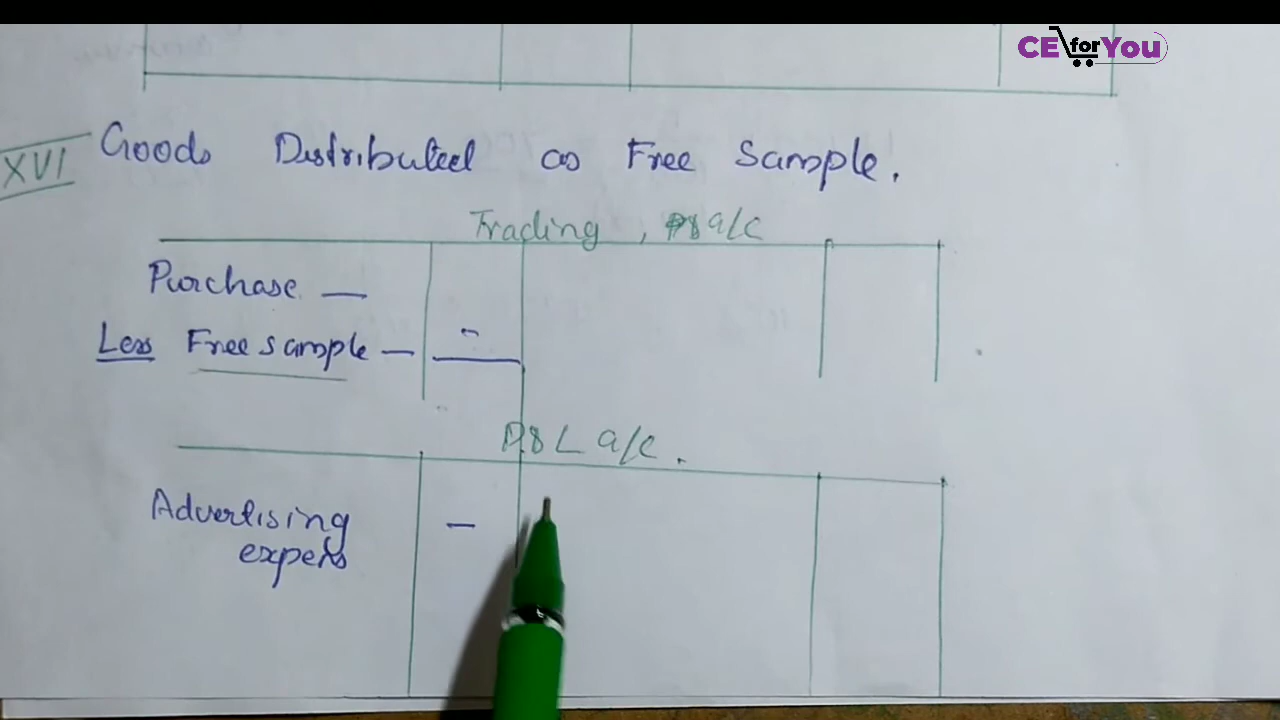 CE for You
XVI Goods Distributed as Free Sample.
Trading, a/c
Purchase —
Less Free sample — -
P&L a/c.
Advertising —
expens